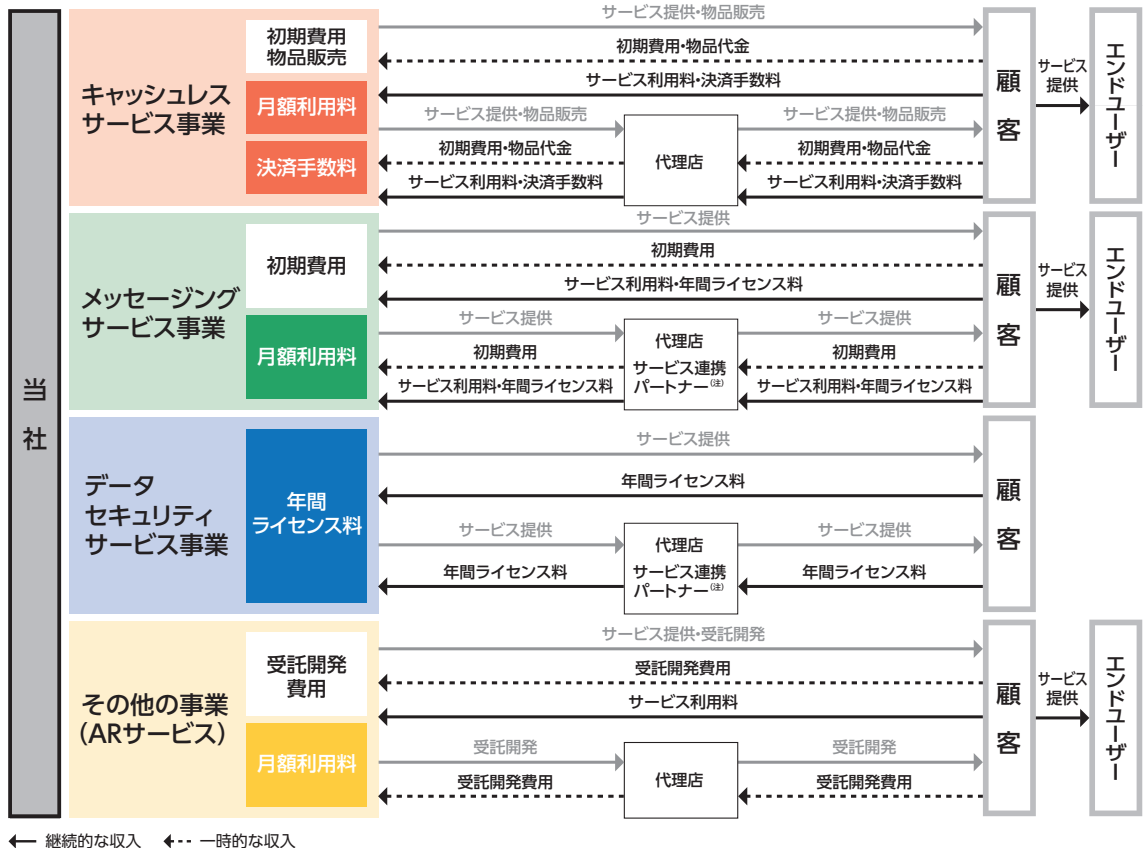 当社
キャッシュレス
サービス事業
初期費用
物品販売
月額利用料
決済手数料
サービス提供・物品販売
初期費用・物品代金
サービス利用料・決済手数料
サービス提供・物品販売
初期費用・物品代金
サービス利用料・決済手数料
代理店
サービス提供・物品販売
初期費用・物品代金
サービス利用料・決済手数料
顧客
サービス
提供
エンドユーザー
メッセージング
サービス事業
初期費用
月額利用料
サービス提供
初期費用
サービス利用料・年間ライセンス料
サービス提供
初期費用
サービス利用料・年間ライセンス料
代理店
サービス連携
パートナー(注)
サービス提供
初期費用
サービス利用料・年間ライセンス料
顧客
サービス
提供
エンドユーザー
データ
セキュリティ
サービス事業
年間
ライセンス料
サービス提供
年間ライセンス料
サービス提供
年間ライセンス料
代理店
サービス連携
パートナー(注)
サービス提供
年間ライセンス料
顧客
その他の事業
(ARサービス)
受託開発
費用
月額利用料
サービス提供・受託開発
受託開発費用
サービス利用料
受託開発
受託開発費用
代理店
受託開発
受託開発費用
顧客
サービス
提供
エンドユーザー
継続的な収入 一時的な収入